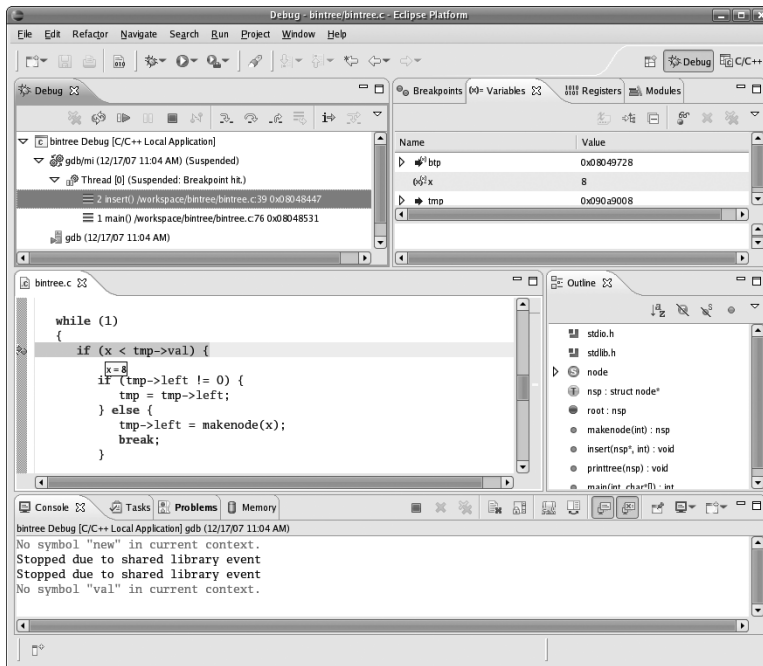 Debug - bintree/bintree.c - Eclipse Platform
File Edit Refactor Navigate Search Run Project Window Help
Debug C/C++
Debug
bintree Debug [C/C++ Local Application]
gdb/mi (12/17/07 11:04 AM) (Suspended)
Thread [0] (Suspended: Breakpoint hit.)
2 insert() /workspace/bintree/bintree.c:39 0x08048447
1 main() /workspace/bintree/bintree.c:76 0x08048531
gdb (12/17/07 11:04 AM)
Breakpoints (x)= Variables Registers Modules
Name Value
btp 0x08049728
x 8
tmp 0x090a9008
bintree.c
while (1)
{
if (x < tmp->val) {
x = 8
if (tmp->left != 0) {
tmp = tmp->left;
} else {
tmp->left = makenode(x);
break;
}
Outline
stdio.h
stdlib.h
node
nsp : struct node*
root : nsp
makenode(int) : nsp
insert(nsp*, int) : void
printtree(nsp) : void
main(int, char*[]) : int
Console Tasks Problems Memory
bintree Debug [C/C++ Local Application] gdb (12/17/07 11:04 AM)
No symbol "new" in current context.
Stopped due to shared library event
Stopped due to shared library event
No symbol "val" in current context.